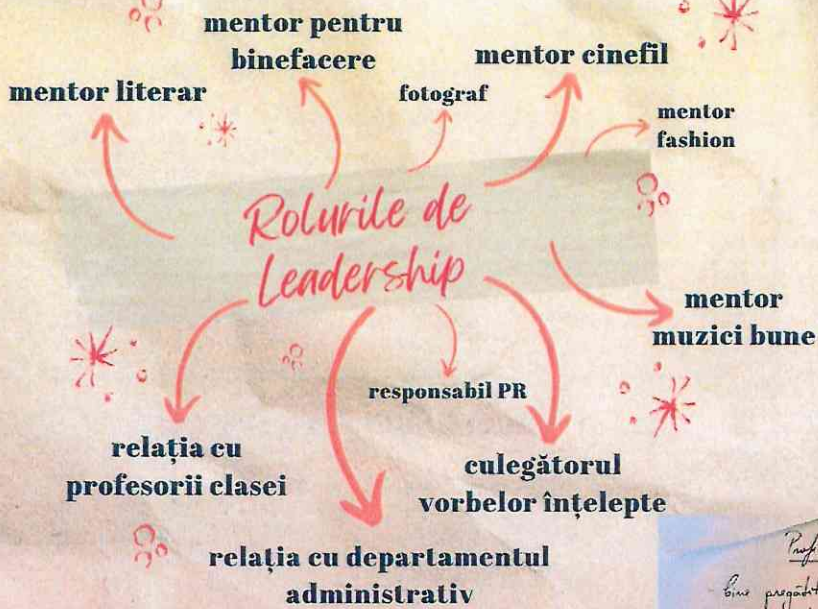 mentor pentru
binefacere
mentor cinefil
mentor literar
fotograf
mentor
fashion
Rolurile de
Leadership
mentor
muzici bune
responsabil PR
relația cu
profesorii clasei
culegătorul
vorbelor înțelepte
relația cu departamentul
administrativ
bine